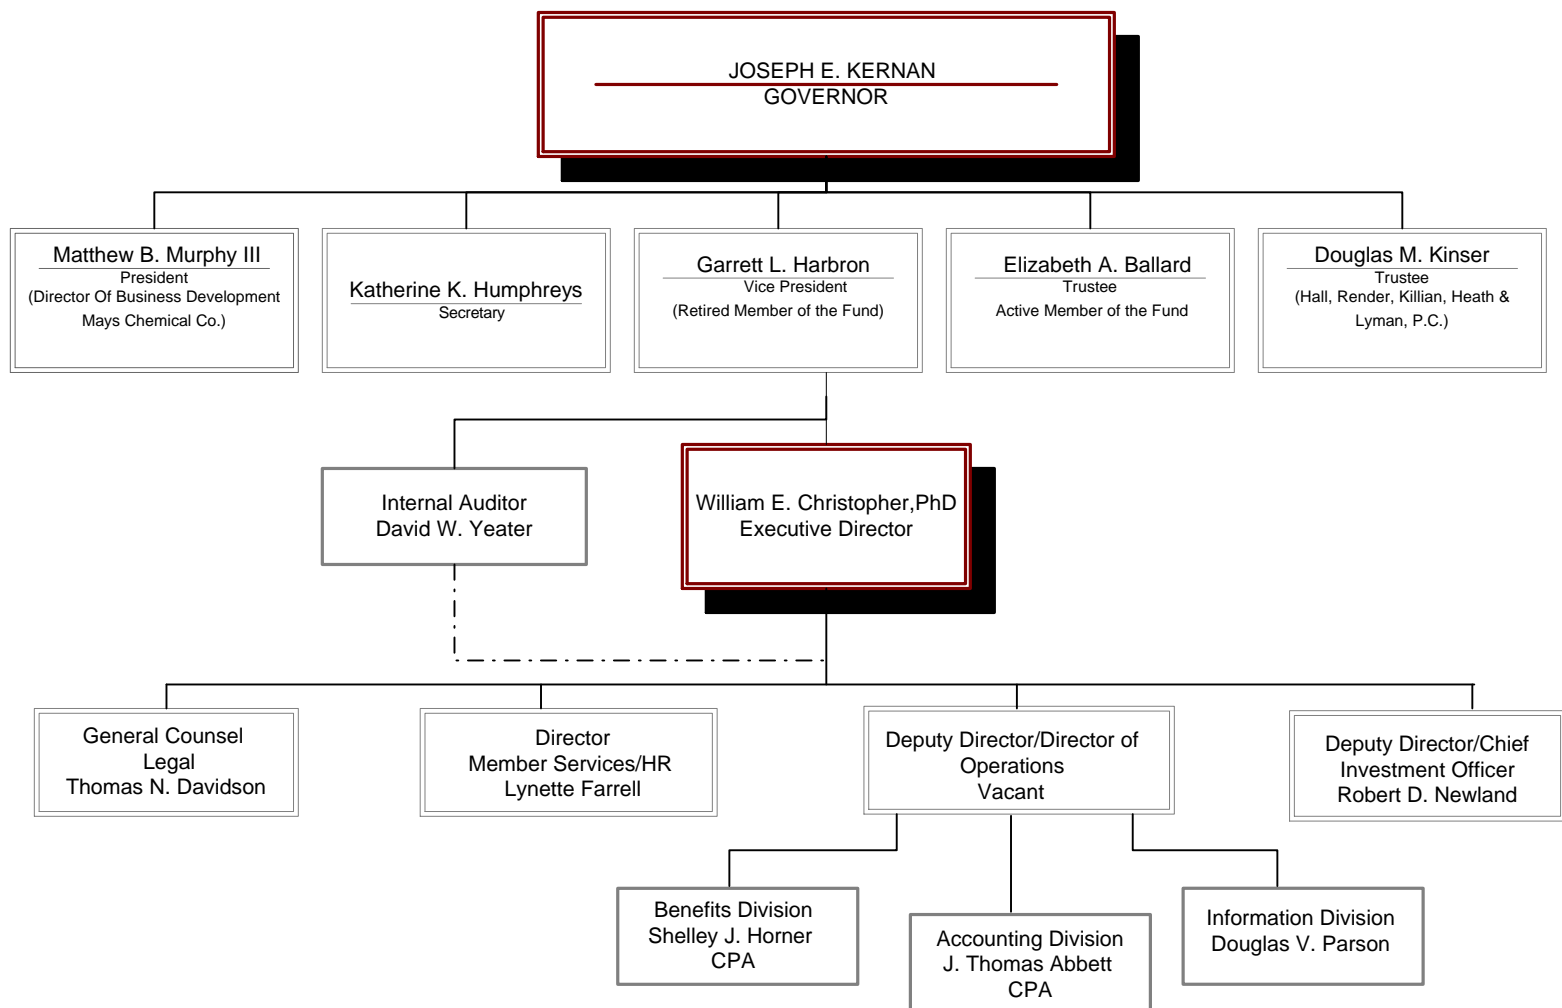 JOSEPH E. KERNAN
GOVERNOR
Matthew B. Murphy III
President
(Director Of Business Development
Mays Chemical Co.)
Katherine K. Humphreys
Secretary
Garrett L. Harbron
Vice President
(Retired Member of the Fund)
Elizabeth A. Ballard
Trustee
Active Member of the Fund
Douglas M. Kinser
Trustee
(Hall, Render, Killian, Heath &
Lyman, P.C.)
Internal Auditor
David W. Yeater
William E. Christopher,PhD
Executive Director
General Counsel
Legal
Thomas N. Davidson
Director
Member Services/HR
Lynette Farrell
Deputy Director/Director of
Operations
Vacant
Deputy Director/Chief
Investment Officer
Robert D. Newland
Benefits Division
Shelley J. Horner
CPA
Accounting Division
J. Thomas Abbett
CPA
Information Division
Douglas V. Parson